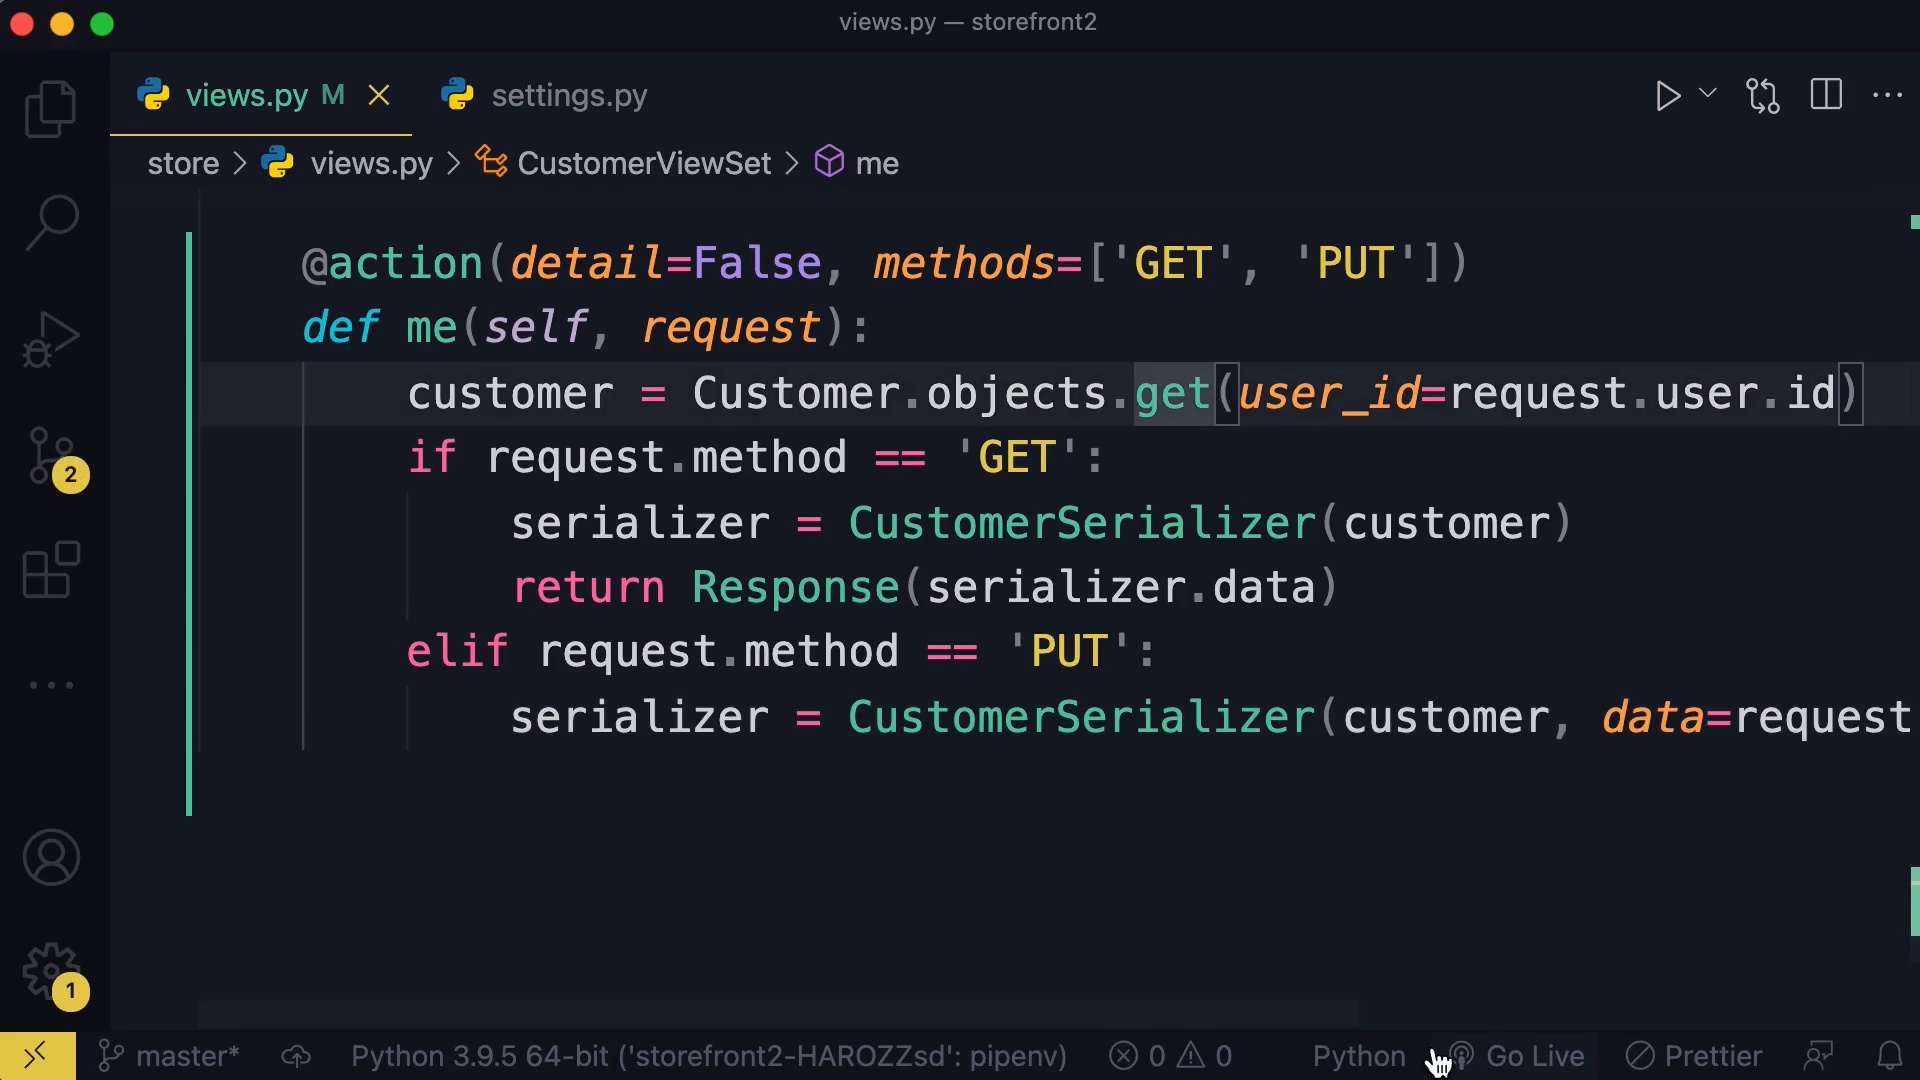 views.py — storefront2
views.py M settings.py
store > views.py > CustomerViewSet > me
@action(detail=False, methods=['GET', 'PUT'])
def me(self, request):
customer = Customer.objects.get(user_id=request.user.id)
if request.method == 'GET':
serializer = CustomerSerializer(customer)
return Response(serializer.data)
elif request.method == 'PUT':
serializer = CustomerSerializer(customer, data=request
2
1
master* Python 3.9.5 64-bit ('storefront2-HAROZZsd': pipenv) 0 0 Python Go Live Prettier